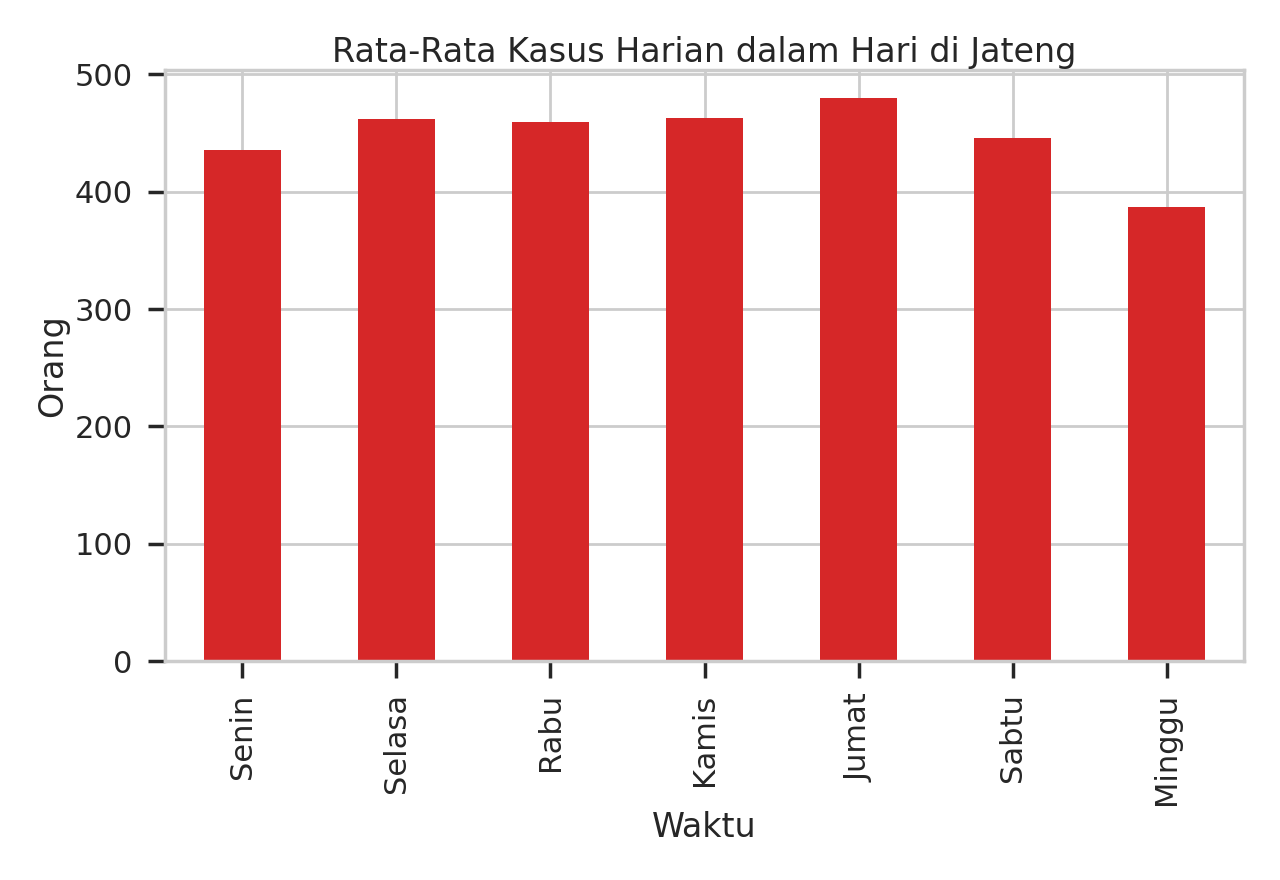 Rata-Rata Kasus Harian dalam Hari di Jateng
500
400
300
200
100
0
Orang
Senin
Selasa
Rabu
Kamis
Jumat
Sabtu
Minggu
Waktu